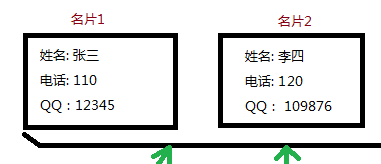 名片1
姓名: 张三
电话: 110
QQ：12345
名片2
姓名: 李四
电话: 120
QQ： 109876